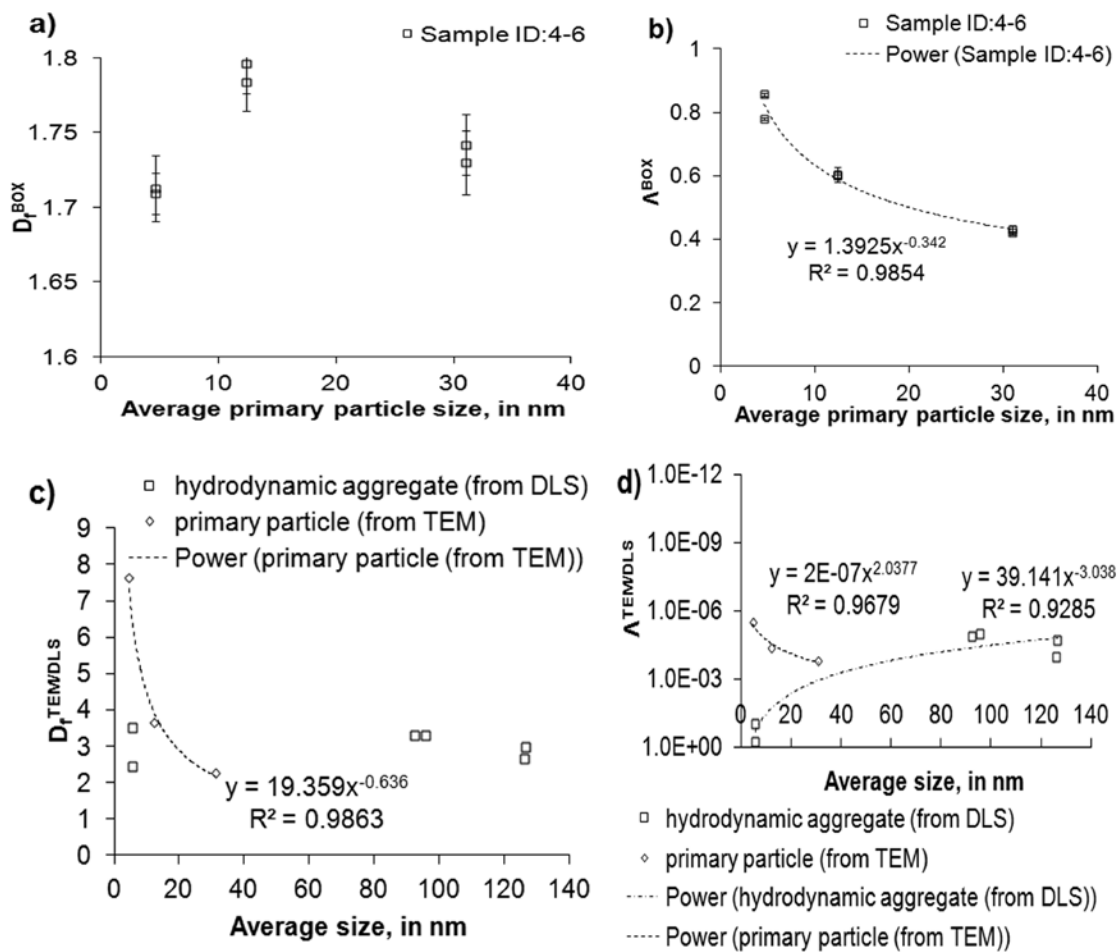 a)
Sample ID:4-6
1.8
1.75
1.7
1.65
1.6
D_f^BOX
0 10 20 30 40
Average primary particle size, in nm
b)
Sample ID:4-6
Power (Sample ID:4-6)
1
0.8
0.6
0.4
0.2
0
Λ^BOX
y = 1.3925x^-0.342
R² = 0.9854
0 10 20 30 40
Average primary particle size, in nm
c)
hydrodynamic aggregate (from DLS)
primary particle (from TEM)
Power (primary particle (from TEM))
9
8
7
6
5
4
3
2
1
0
D_f^TEM/DLS
y = 19.359x^-0.636
R² = 0.9863
0 20 40 60 80 100 120 140
Average size, in nm
d)
1.0E-12
1.0E-09
1.0E-06
1.0E-03
1.0E+00
Λ^TEM/DLS
y = 2E-07x^2.0377
R² = 0.9679
y = 39.141x^-3.038
R² = 0.9285
0 20 40 60 80 100 120 140
Average size, in nm
hydrodynamic aggregate (from DLS)
primary particle (from TEM)
Power (hydrodynamic aggregate (from DLS))
Power (primary particle (from TEM))